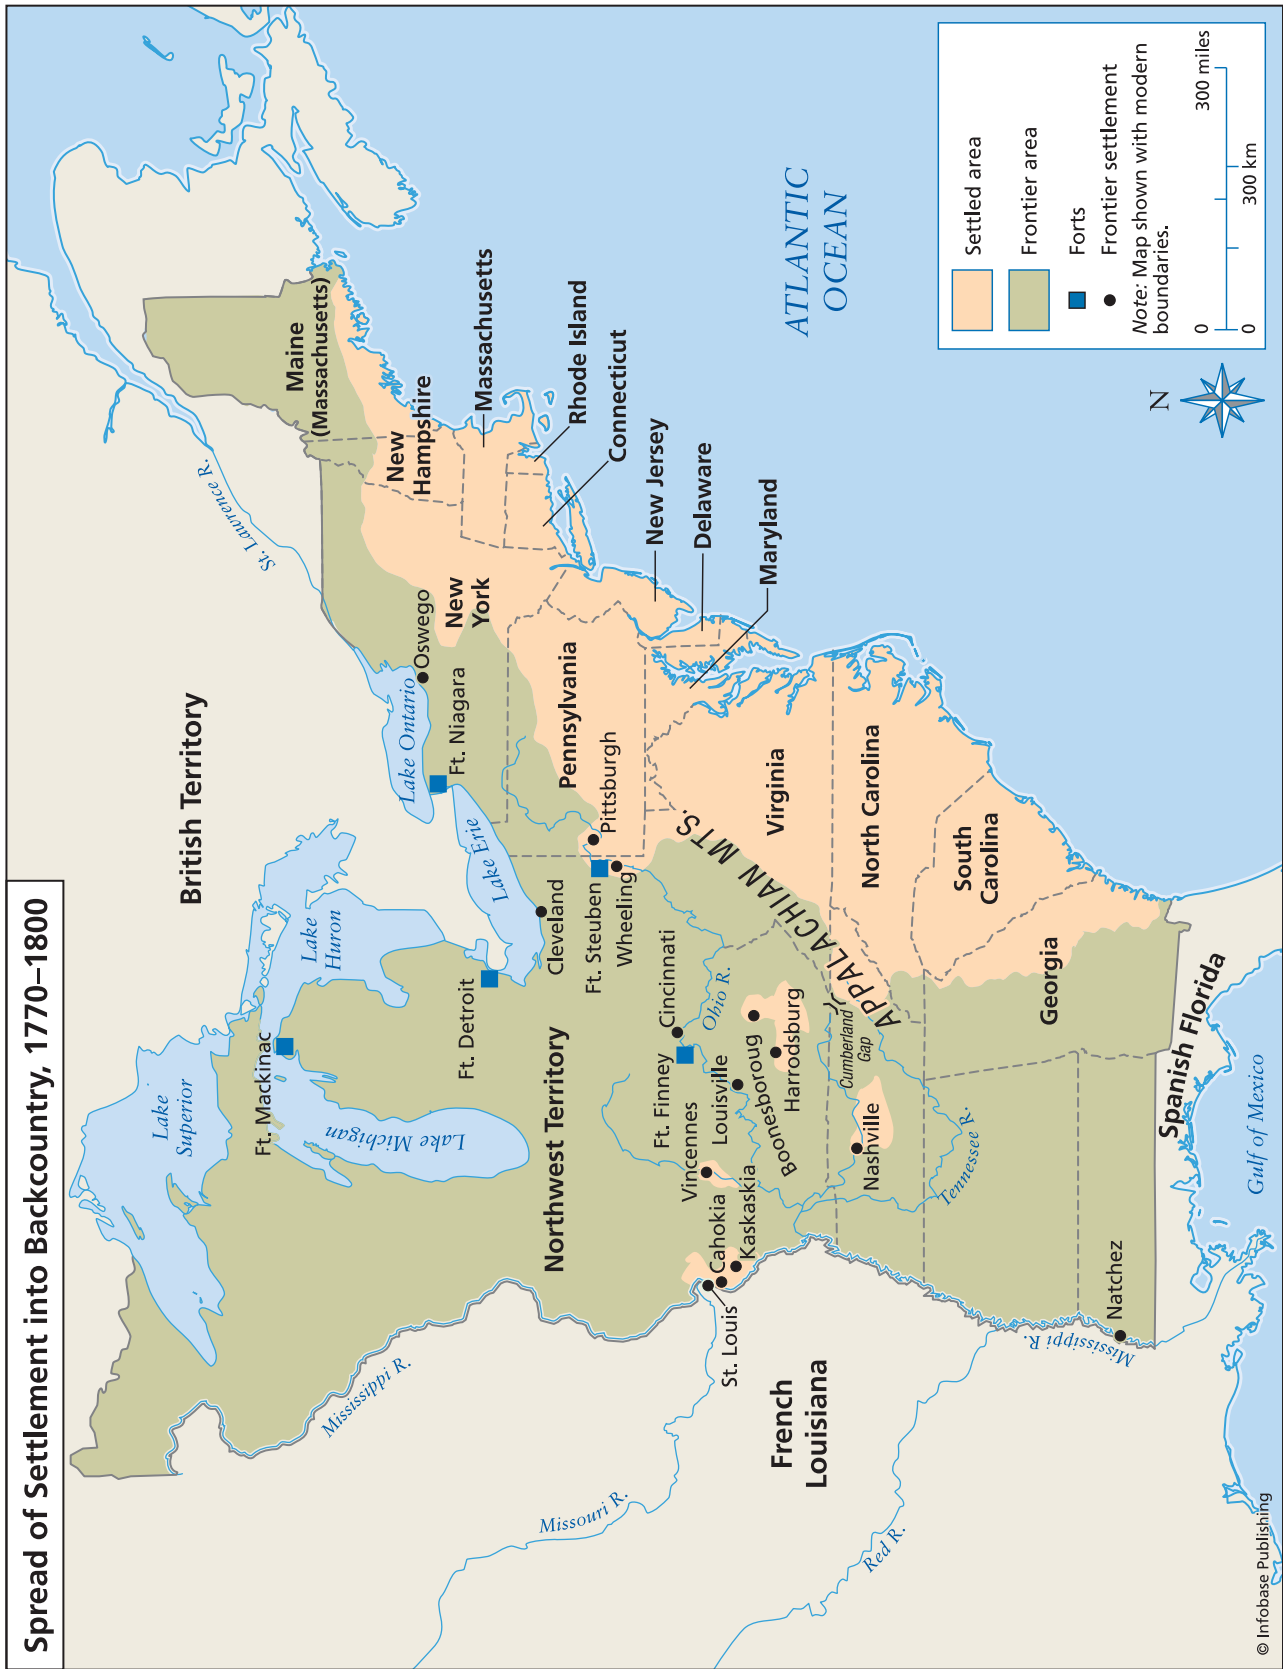 Spread of Settlement into Backcountry, 1770–1800
British Territory
Lake
Superior
Lake
Huron
Ft. Mackinac
Lake Michigan
Ft. Detroit
Lake Erie
Lake Ontario
Ft. Niagara
Oswego
St. Lawrence R.
Maine
(Massachusetts)
New
Hampshire
Massachusetts
Rhode Island
Connecticut
New
York
New Jersey
Delaware
Maryland
Pennsylvania
Pittsburgh
Cleveland
Ft. Steuben
Wheeling
Northwest Territory
Mississippi R.
Cincinnati
Ft. Finney
Ohio R.
Louisville
Vincennes
Boonesboroug
Harrodsburg
Cahokia
Kaskaskia
St. Louis
Missouri R.
French
Louisiana
Red R.
Cumberland
Gap
APPALACHIAN MTS.
Virginia
North Carolina
South
Carolina
Georgia
Nashville
Tennessee R.
Natchez
Mississippi R.
Spanish Florida
Gulf of Mexico
ATLANTIC
OCEAN
N
Settled area
Frontier area
Forts
Frontier settlement
Note: Map shown with modern
boundaries.
0
300 miles
0
300 km
© Infobase Publishing